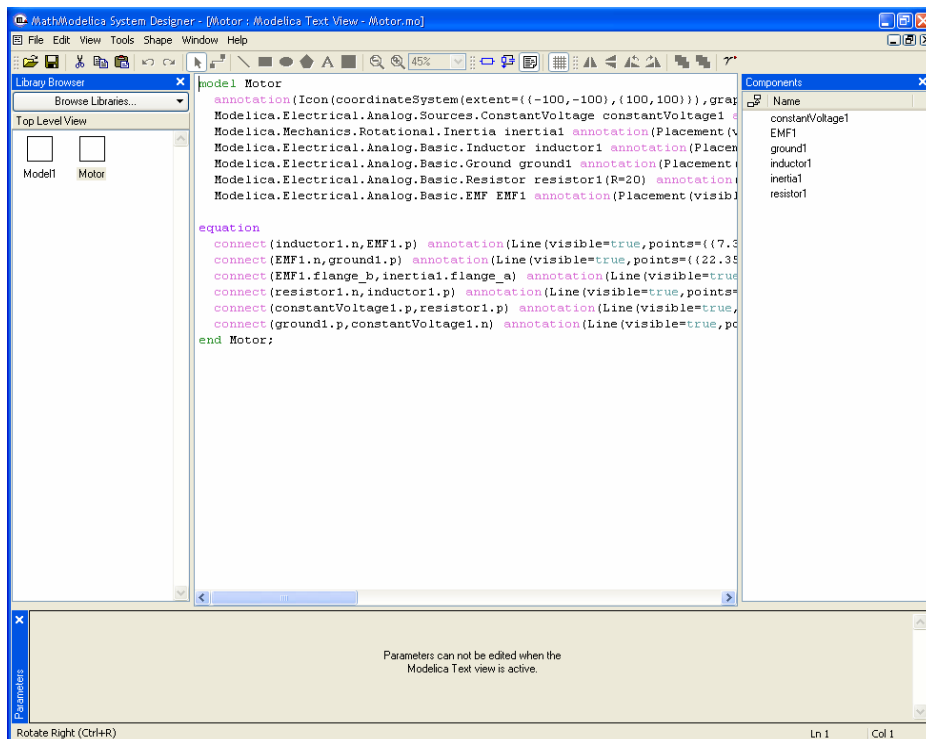 MathModelica System Designer - [Motor : Modelica Text View - Motor.mo]
File Edit View Tools Shape Window Help
45%
Library Browser
Browse Libraries...
Top Level View
Model1 Motor
model Motor
annotation(Icon(coordinateSystem(extent={{-100,-100},{100,100}}),grap
Modelica.Electrical.Analog.Sources.ConstantVoltage constantVoltage1 a
Modelica.Mechanics.Rotational.Inertia inertia1 annotation(Placement(v
Modelica.Electrical.Analog.Basic.Inductor inductor1 annotation(Placem
Modelica.Electrical.Analog.Basic.Ground ground1 annotation(Placement(
Modelica.Electrical.Analog.Basic.Resistor resistor1(R=20) annotation(
Modelica.Electrical.Analog.Basic.EMF EMF1 annotation(Placement(visibl
equation
connect(inductor1.n,EMF1.p) annotation(Line(visible=true,points={{7.3
connect(EMF1.n,ground1.p) annotation(Line(visible=true,points={{22.35
connect(EMF1.flange_b,inertia1.flange_a) annotation(Line(visible=true
connect(resistor1.n,inductor1.p) annotation(Line(visible=true,points=
connect(constantVoltage1.p,resistor1.p) annotation(Line(visible=true,
connect(ground1.p,constantVoltage1.n) annotation(Line(visible=true,po
end Motor;
Components
Name
constantVoltage1
EMF1
ground1
inductor1
inertia1
resistor1
Parameters
Parameters can not be edited when the
Modelica Text view is active.
Rotate Right (Ctrl+R)
Ln 1 Col 1